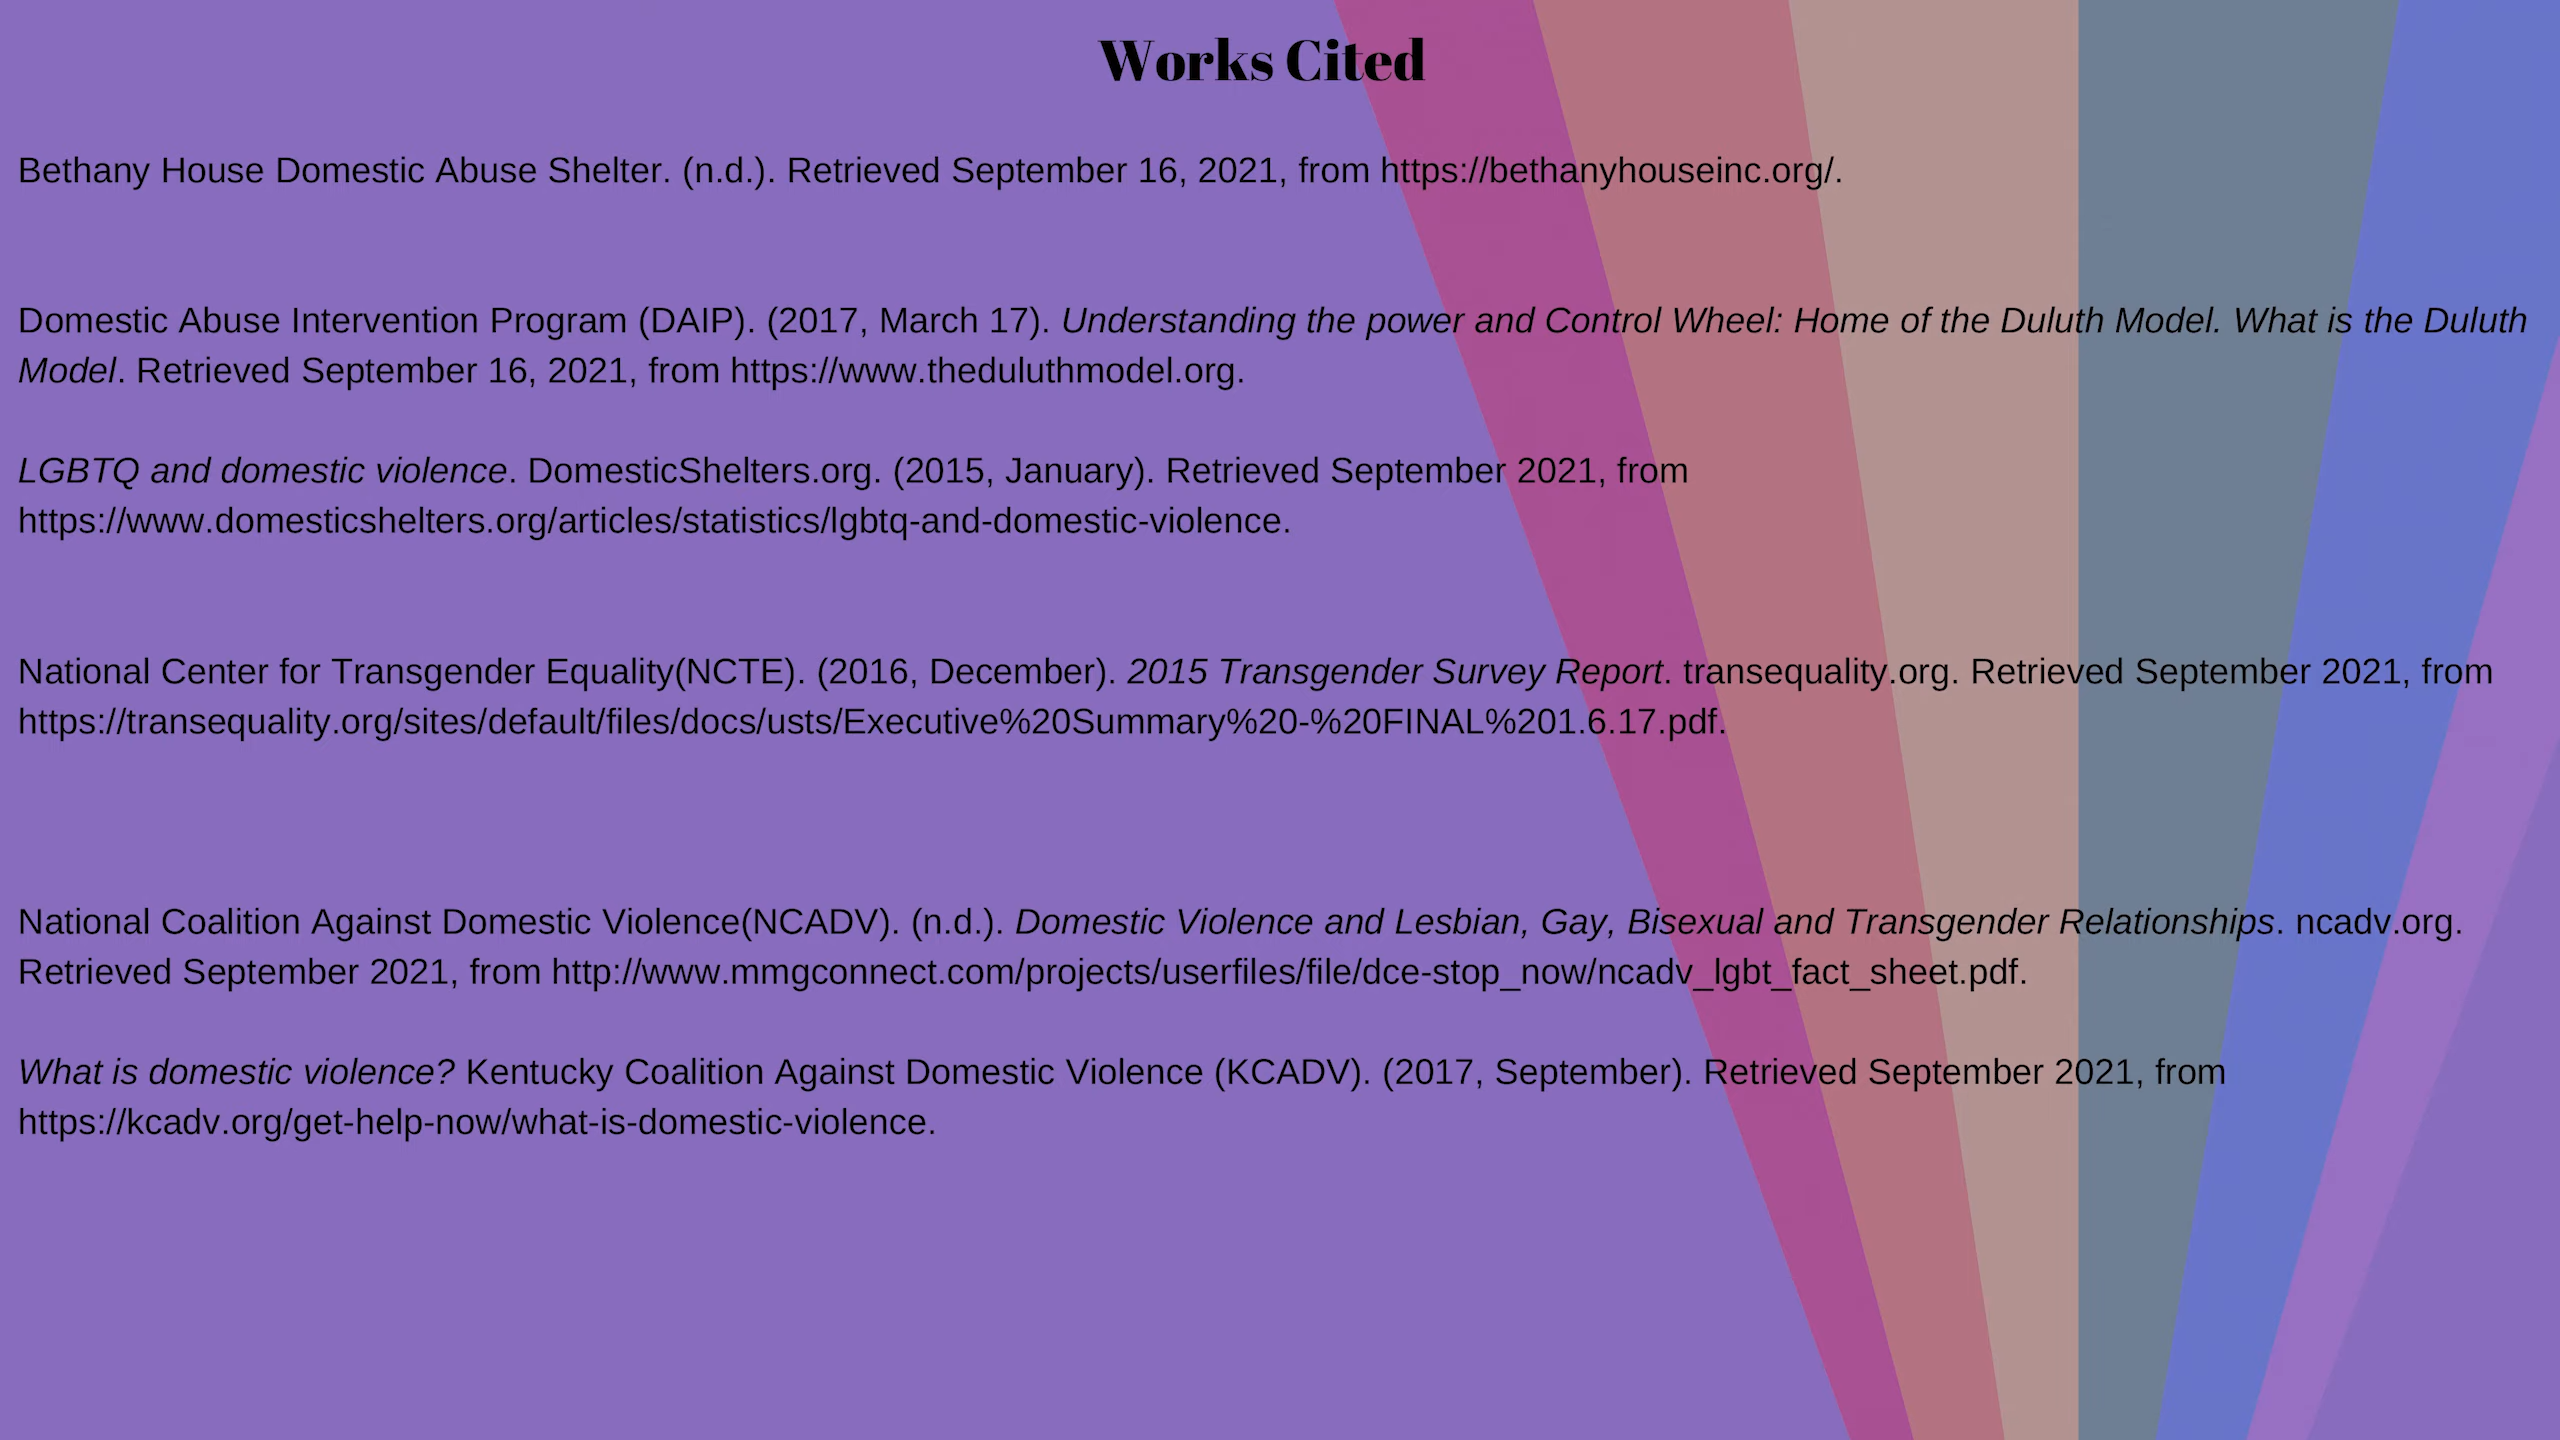 Works Cited
Bethany House Domestic Abuse Shelter. (n.d.). Retrieved September 16, 2021, from https://bethanyhouseinc.org/.
Domestic Abuse Intervention Program (DAIP). (2017, March 17). Understanding the power and Control Wheel: Home of the Duluth Model. What is the Duluth
Model. Retrieved September 16, 2021, from https://www.theduluthmodel.org.
LGBTQ and domestic violence. DomesticShelters.org. (2015, January). Retrieved September 2021, from
https://www.domesticshelters.org/articles/statistics/lgbtq-and-domestic-violence.
National Center for Transgender Equality(NCTE). (2016, December). 2015 Transgender Survey Report. transequality.org. Retrieved September 2021, from
https://transequality.org/sites/default/files/docs/usts/Executive%20Summary%20-%20FINAL%201.6.17.pdf.
National Coalition Against Domestic Violence(NCADV). (n.d.). Domestic Violence and Lesbian, Gay, Bisexual and Transgender Relationships. ncadv.org.
Retrieved September 2021, from http://www.mmgconnect.com/projects/userfiles/file/dce-stop_now/ncadv_lgbt_fact_sheet.pdf.
What is domestic violence? Kentucky Coalition Against Domestic Violence (KCADV). (2017, September). Retrieved September 2021, from
https://kcadv.org/get-help-now/what-is-domestic-violence.